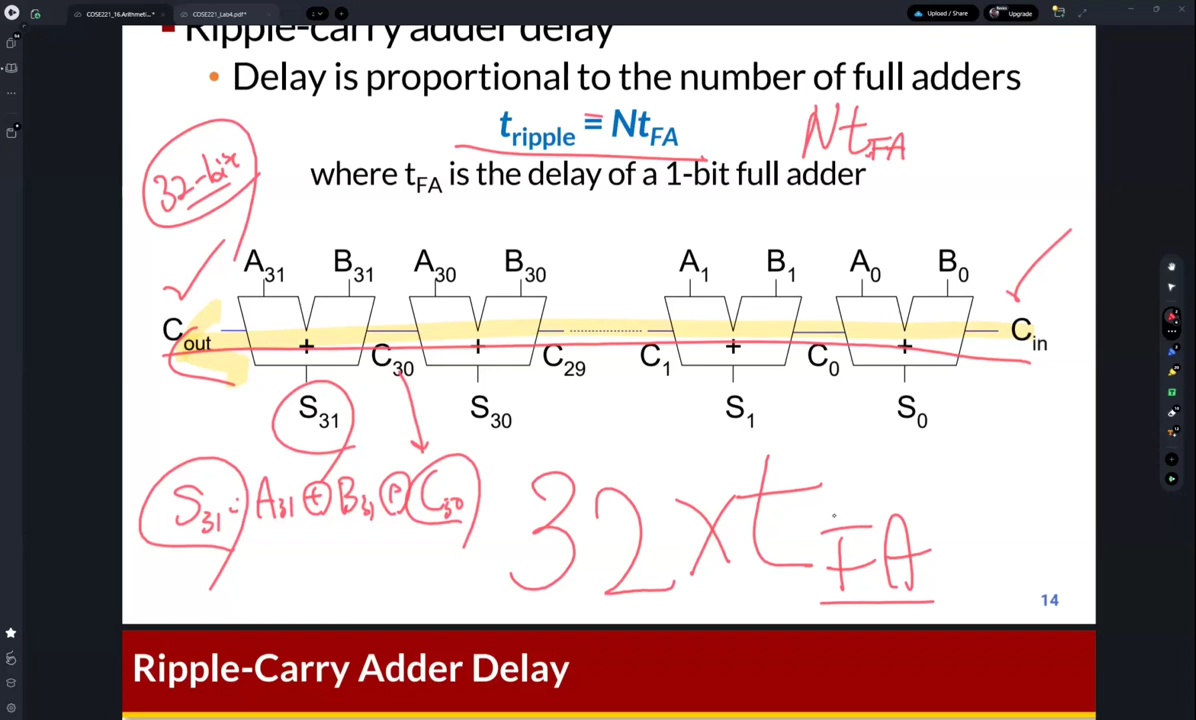 COSE221_16.Arithmeti...*
COSE221_Lab4.pdf*
2
Upload / Share
Upgrade
Ripple-carry adder delay
• Delay is proportional to the number of full adders
t_ripple = Nt_FA
Nt_FA
where t_FA is the delay of a 1-bit full adder
32-bit
A31 B31 A30 B30 A1 B1 A0 B0
Cout + C30 + C29 C1 + C0 + Cin
S31 S30 S1 S0
S31 = A31 ⊕ B31 ⊕ C30
32 × t_FA
14
Ripple-Carry Adder Delay